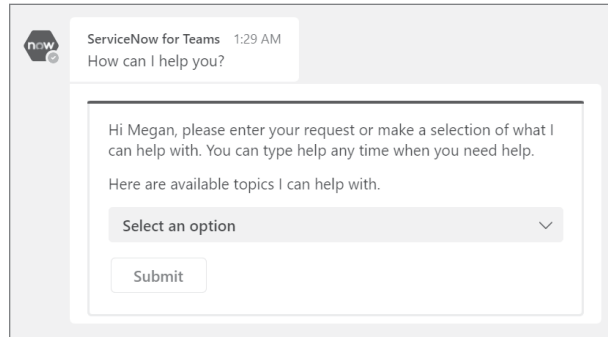 now
ServiceNow for Teams 1:29 AM
How can I help you?
Hi Megan, please enter your request or make a selection of what I
can help with. You can type help any time when you need help.
Here are available topics I can help with.
Select an option
Submit